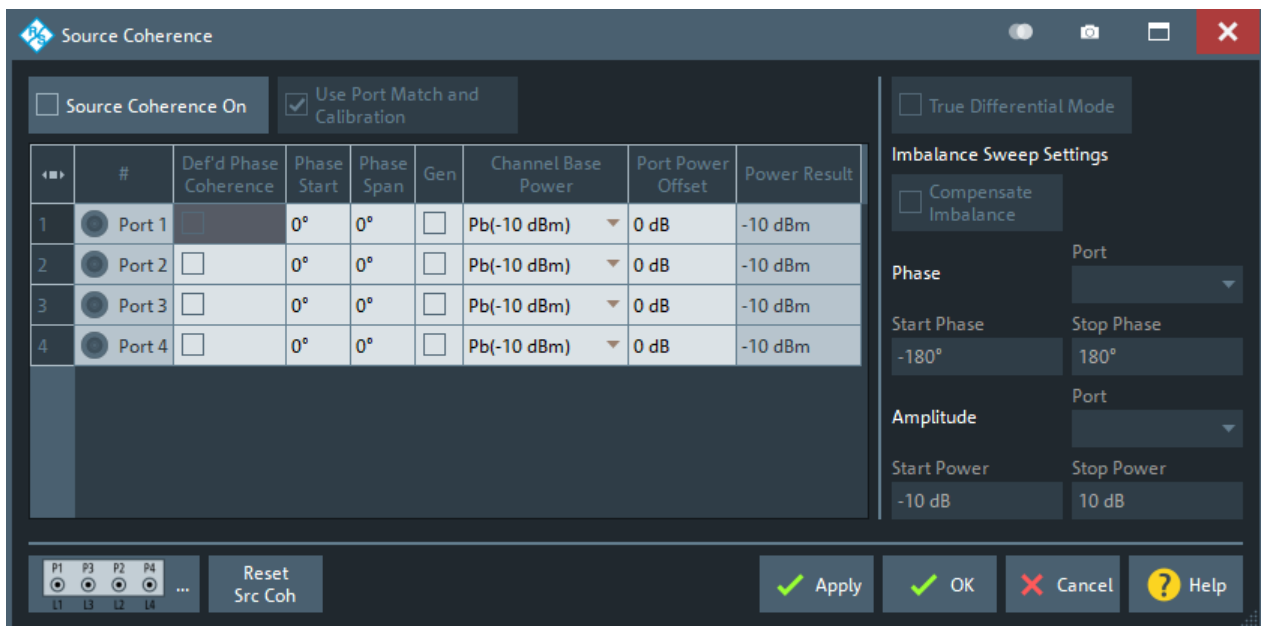 R&S
Source Coherence
Source Coherence On
Use Port Match and
Calibration
True Differential Mode
# Def'd Phase Coherence Phase Start Phase Span Gen Channel Base Power Port Power Offset Power Result
1 Port 1 0° 0° Pb(-10 dBm) 0 dB -10 dBm
2 Port 2 0° 0° Pb(-10 dBm) 0 dB -10 dBm
3 Port 3 0° 0° Pb(-10 dBm) 0 dB -10 dBm
4 Port 4 0° 0° Pb(-10 dBm) 0 dB -10 dBm
Imbalance Sweep Settings
Compensate
Imbalance
Port
Phase
Start Phase Stop Phase
-180° 180°
Port
Amplitude
Start Power Stop Power
-10 dB 10 dB
P1 P3 P2 P4
L1 L3 L2 L4
...
Reset
Src Coh
Apply
OK
Cancel
? Help